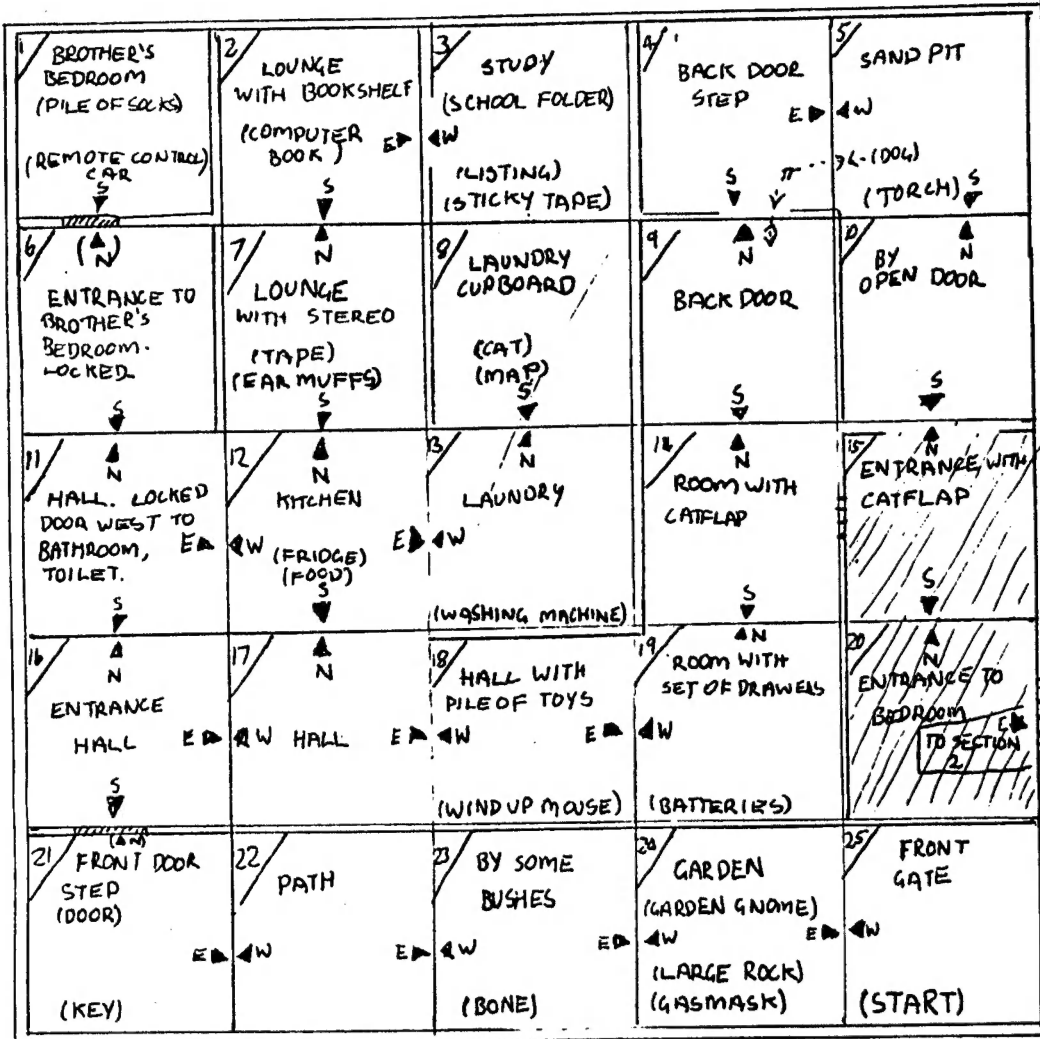 1
BROTHER'S
BEDROOM
(PILE OF SOCKS)
(REMOTE CONTROL)
CAR
S
2
LOUNGE
WITH BOOKSHELF
(COMPUTER
BOOK)
E
S
3
STUDY
W
(SCHOOL FOLDER)
(LISTING)
(STICKY TAPE)
4
BACK DOOR
STEP
E
S
5
SAND PIT
W
(DOG)
(TORCH)
S
6
(N)
ENTRANCE TO
BROTHER'S
BEDROOM.
LOCKED
S
7
N
LOUNGE
WITH STEREO
(TAPE)
(EAR MUFFS)
S
8
LAUNDRY
CUPBOARD
(CAT)
(MAP)
S
9
N
BACK DOOR
S
10
N
BY
OPEN DOOR
S
11
N
HALL. LOCKED
DOOR WEST TO
BATHROOM,
TOILET.
E
S
12
N
KITCHEN
W
E
(FRIDGE)
(FOOD)
S
13
N
LAUNDRY
W
(WASHING MACHINE)
14
N
ROOM WITH
CATFLAP
S
15
N
ENTRANCE WITH
CATFLAP
S
16
N
ENTRANCE
HALL
E
S
17
N
W
HALL
E
18
HALL WITH
PILE OF TOYS
W
E
(WIND UP MOUSE)
19
N
ROOM WITH
SET OF DRAWERS
W
(BATTERIES)
20
N
ENTRANCE TO
BEDROOM
E
TO SECTION
2
21
(N)
FRONT DOOR
STEP
(DOOR)
E
(KEY)
22
PATH
W
E
23
BY SOME
BUSHES
W
E
(BONE)
24
GARDEN
(GARDEN GNOME)
W
E
(LARGE ROCK)
(GASMASK)
25
FRONT
GATE
W
(START)